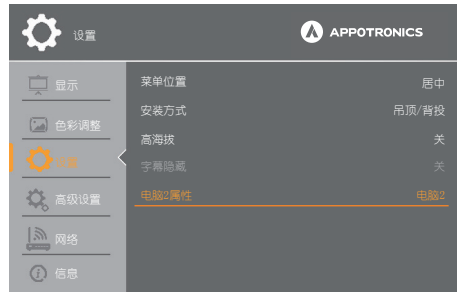 设置
APPOTRONICS
显示
色彩调整
高级设置
网络
信息
菜单位置 居中
安装方式 吊顶/背投
高海拔 关
字幕隐藏 关
电脑2属性 电脑2